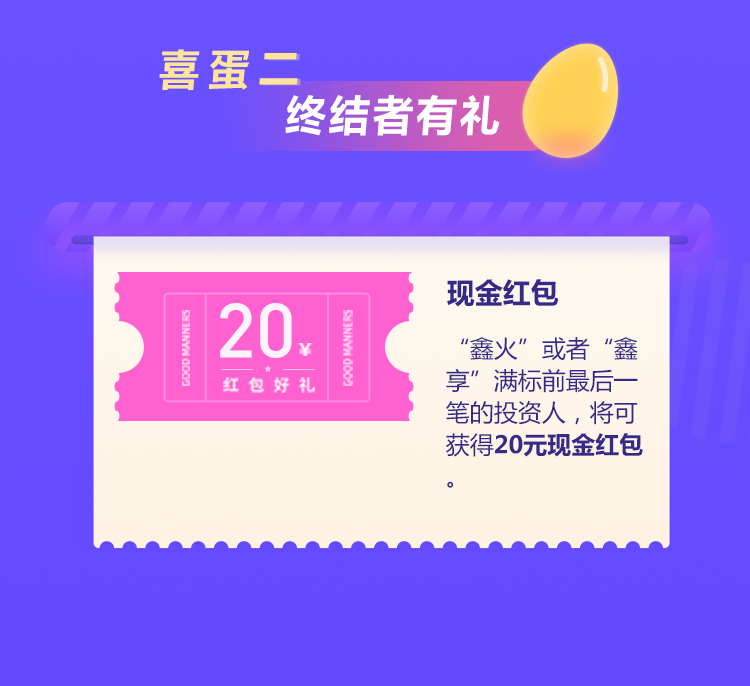 喜蛋二
终结者有礼
GOOD MANNERS
20¥
红包好礼
GOOD MANNERS
现金红包
“鑫火”或者“鑫
享”满标前最后一
笔的投资人，将可
获得20元现金红包
。